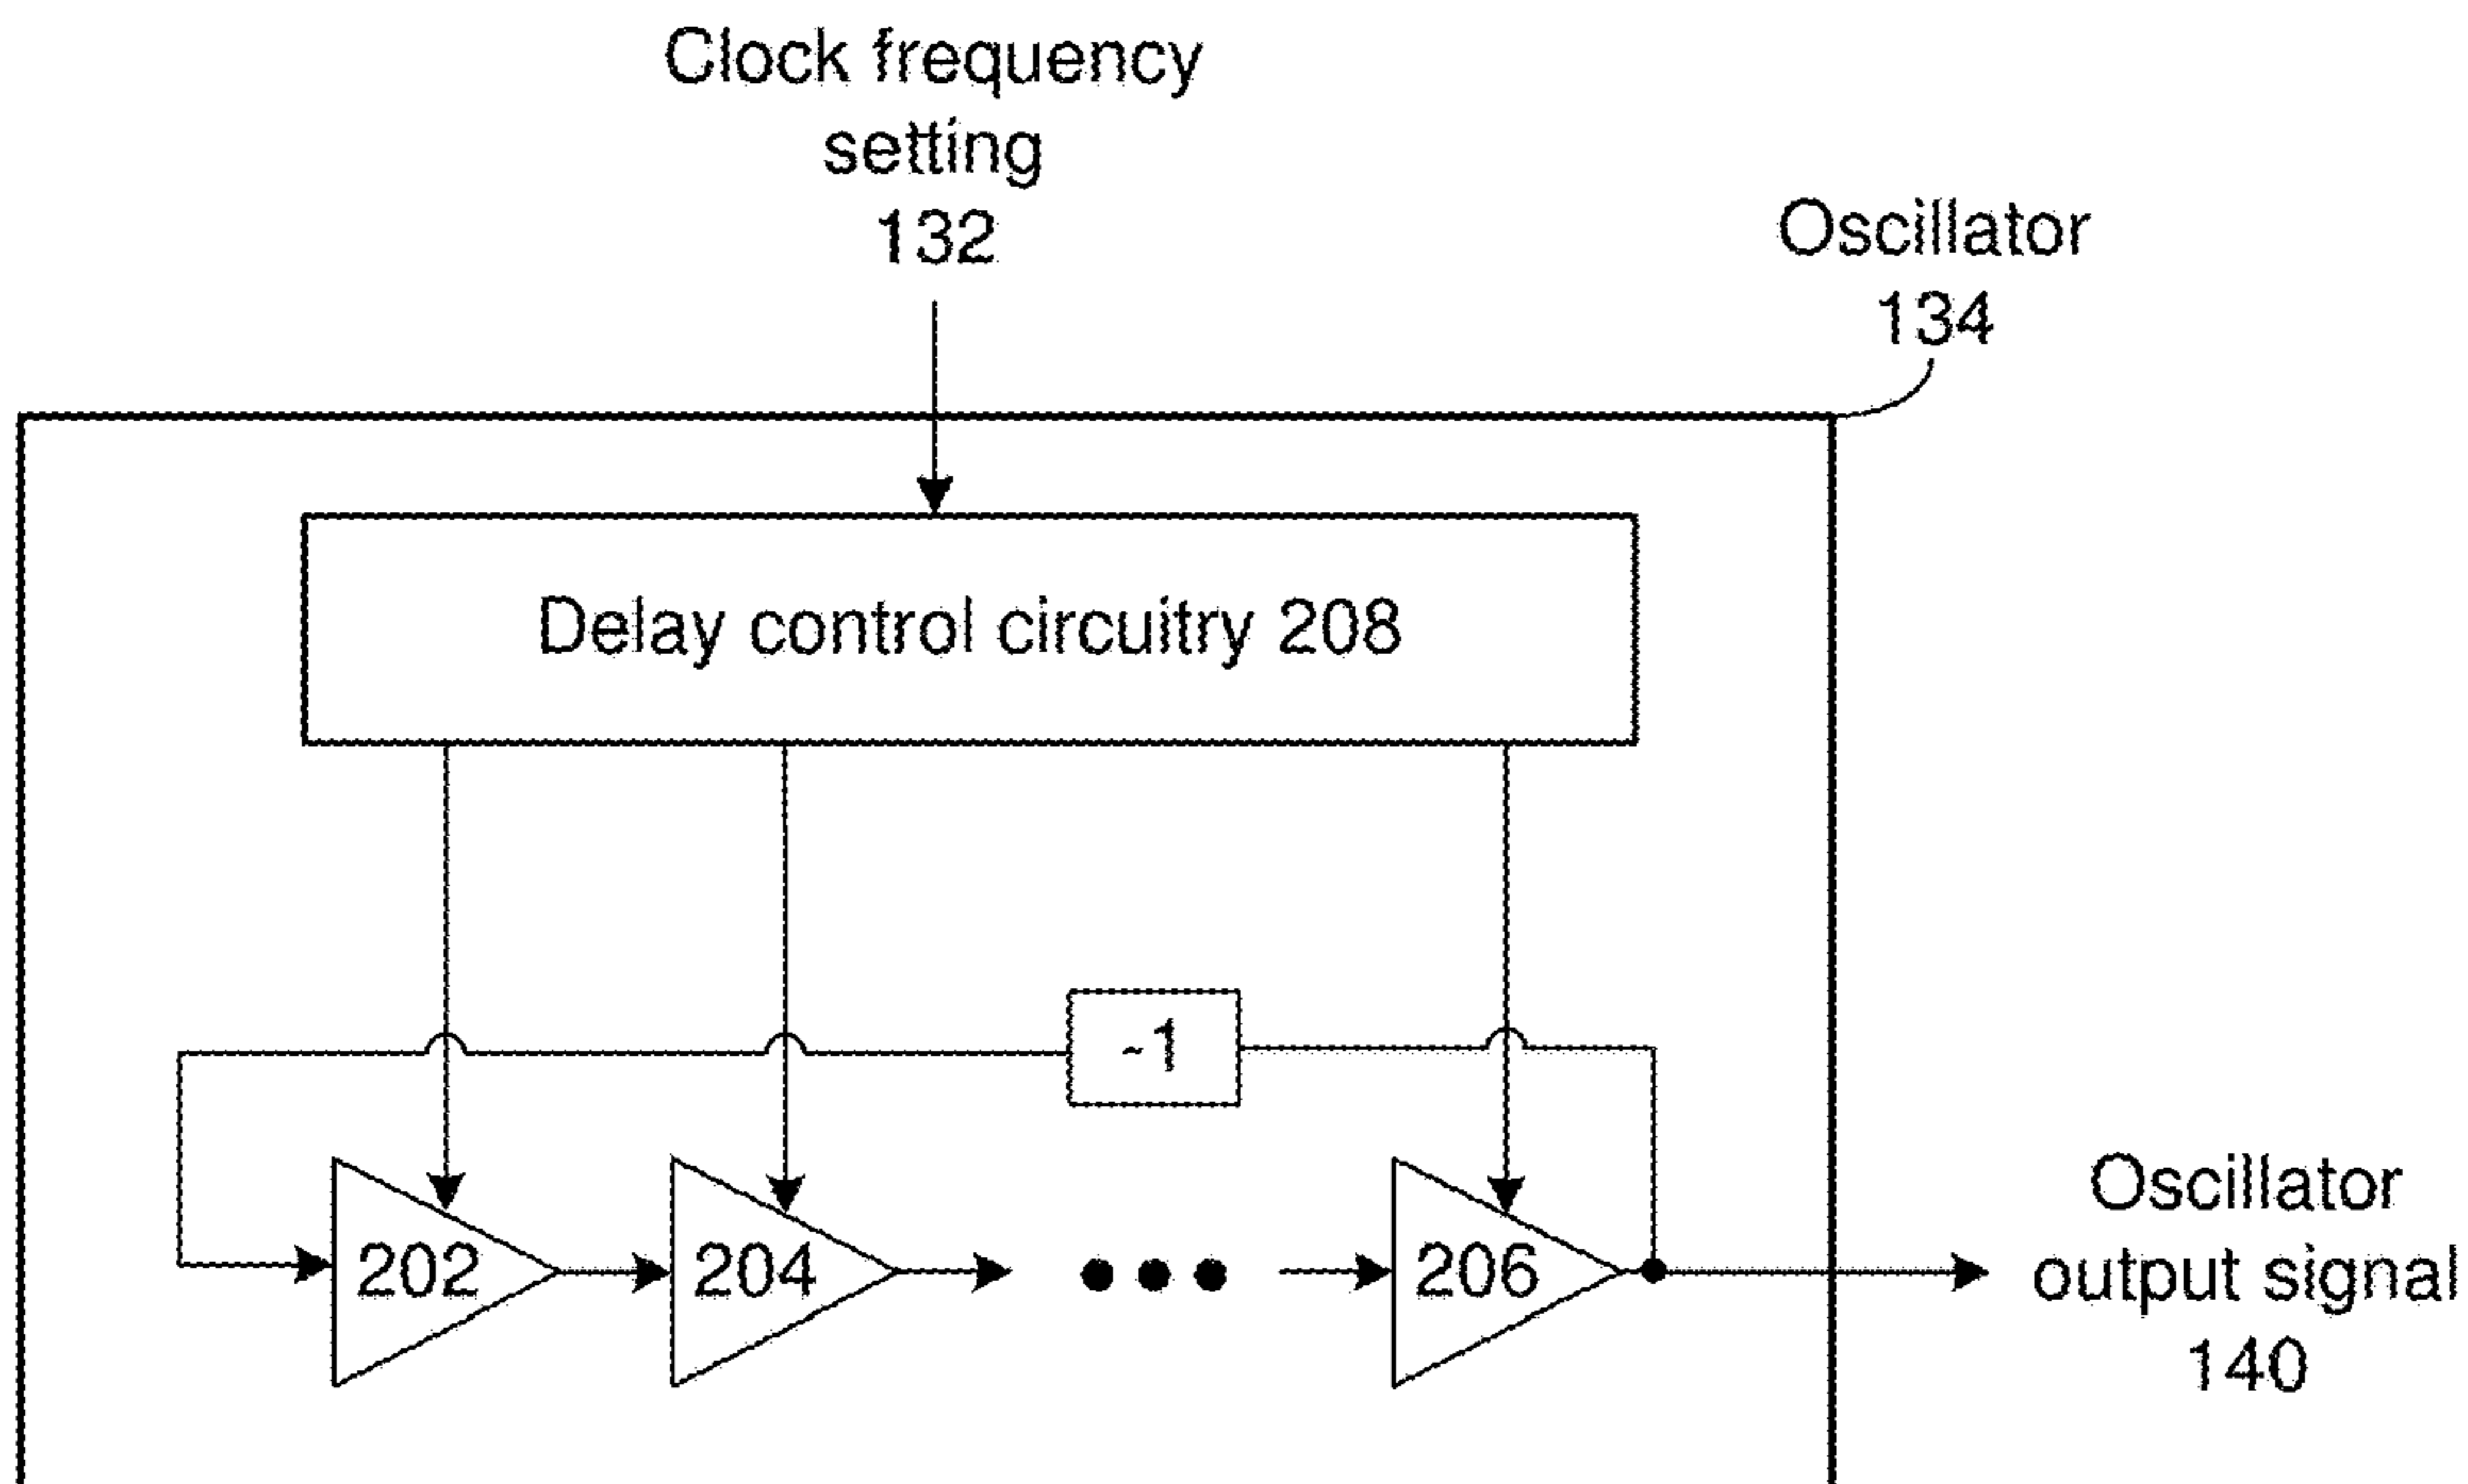 Clock frequency
setting
132
Oscillator
134
Delay control circuitry 208
-1
202
204
206
Oscillator
output signal
140